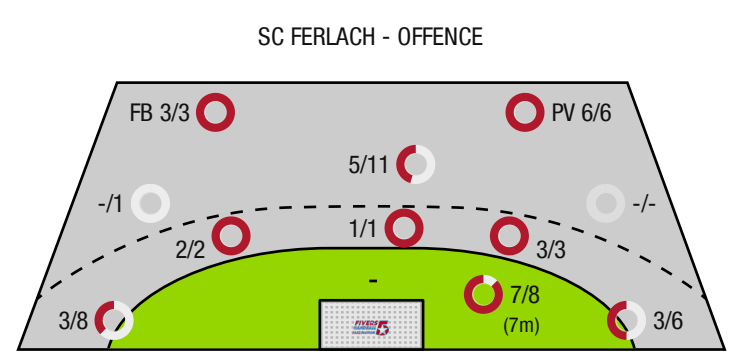 SC FERLACH - OFFENCE
FB 3/3
PV 6/6
5/11
-/1
-/-
2/2
1/1
3/3
-
7/8
(7m)
3/8
3/6
FIVERS